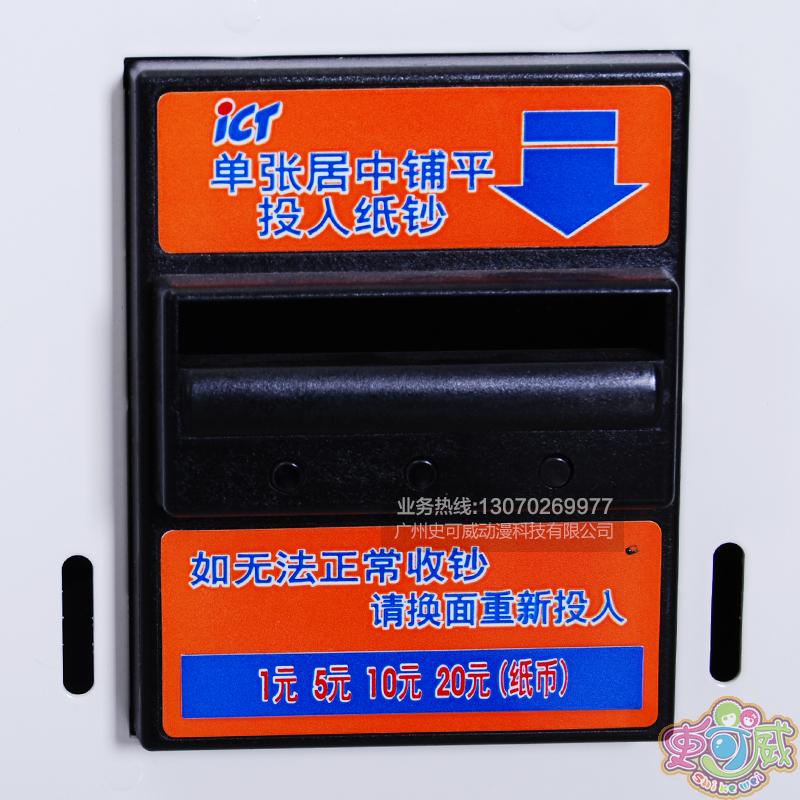 iCT
单张居中铺平
投入纸钞
业务热线:13070269977
广州史可威动漫科技有限公司
如无法正常收钞
请换面重新投入
1元 5元 10元 20元(纸币)
史可威
Shikewei